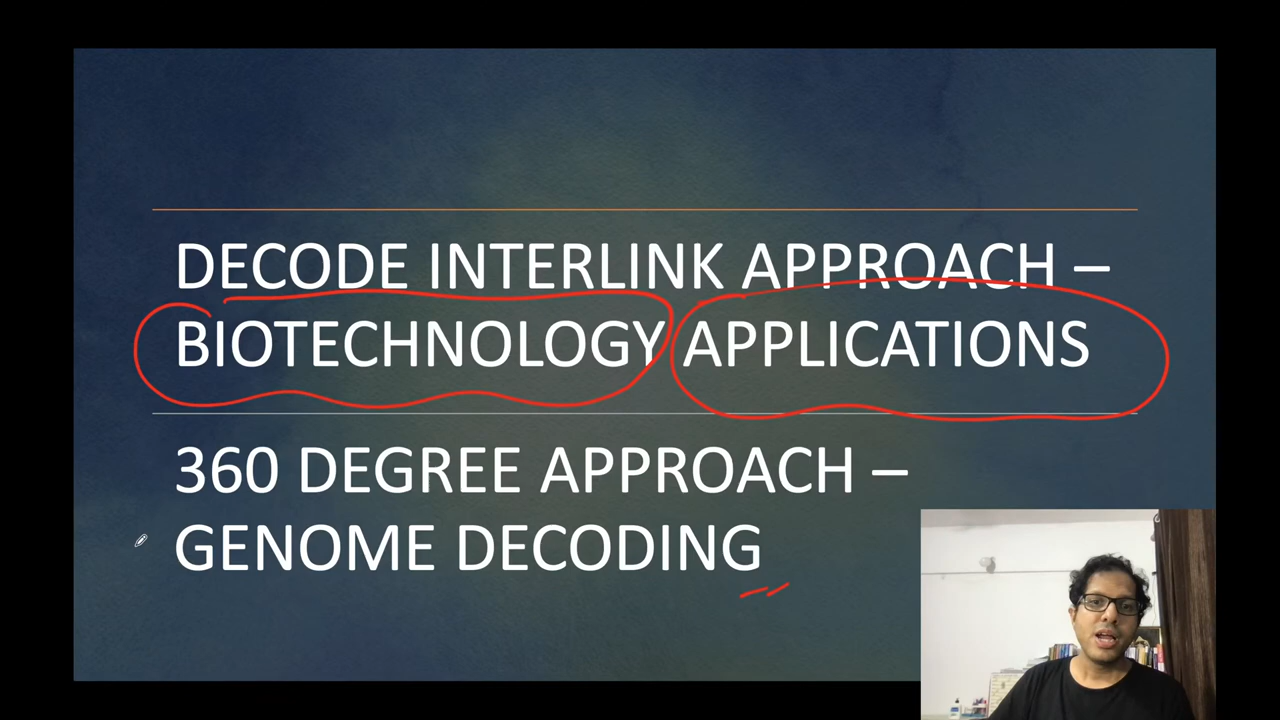 DECODE INTERLINK APPROACH –
BIOTECHNOLOGY APPLICATIONS
360 DEGREE APPROACH –
GENOME DECODING